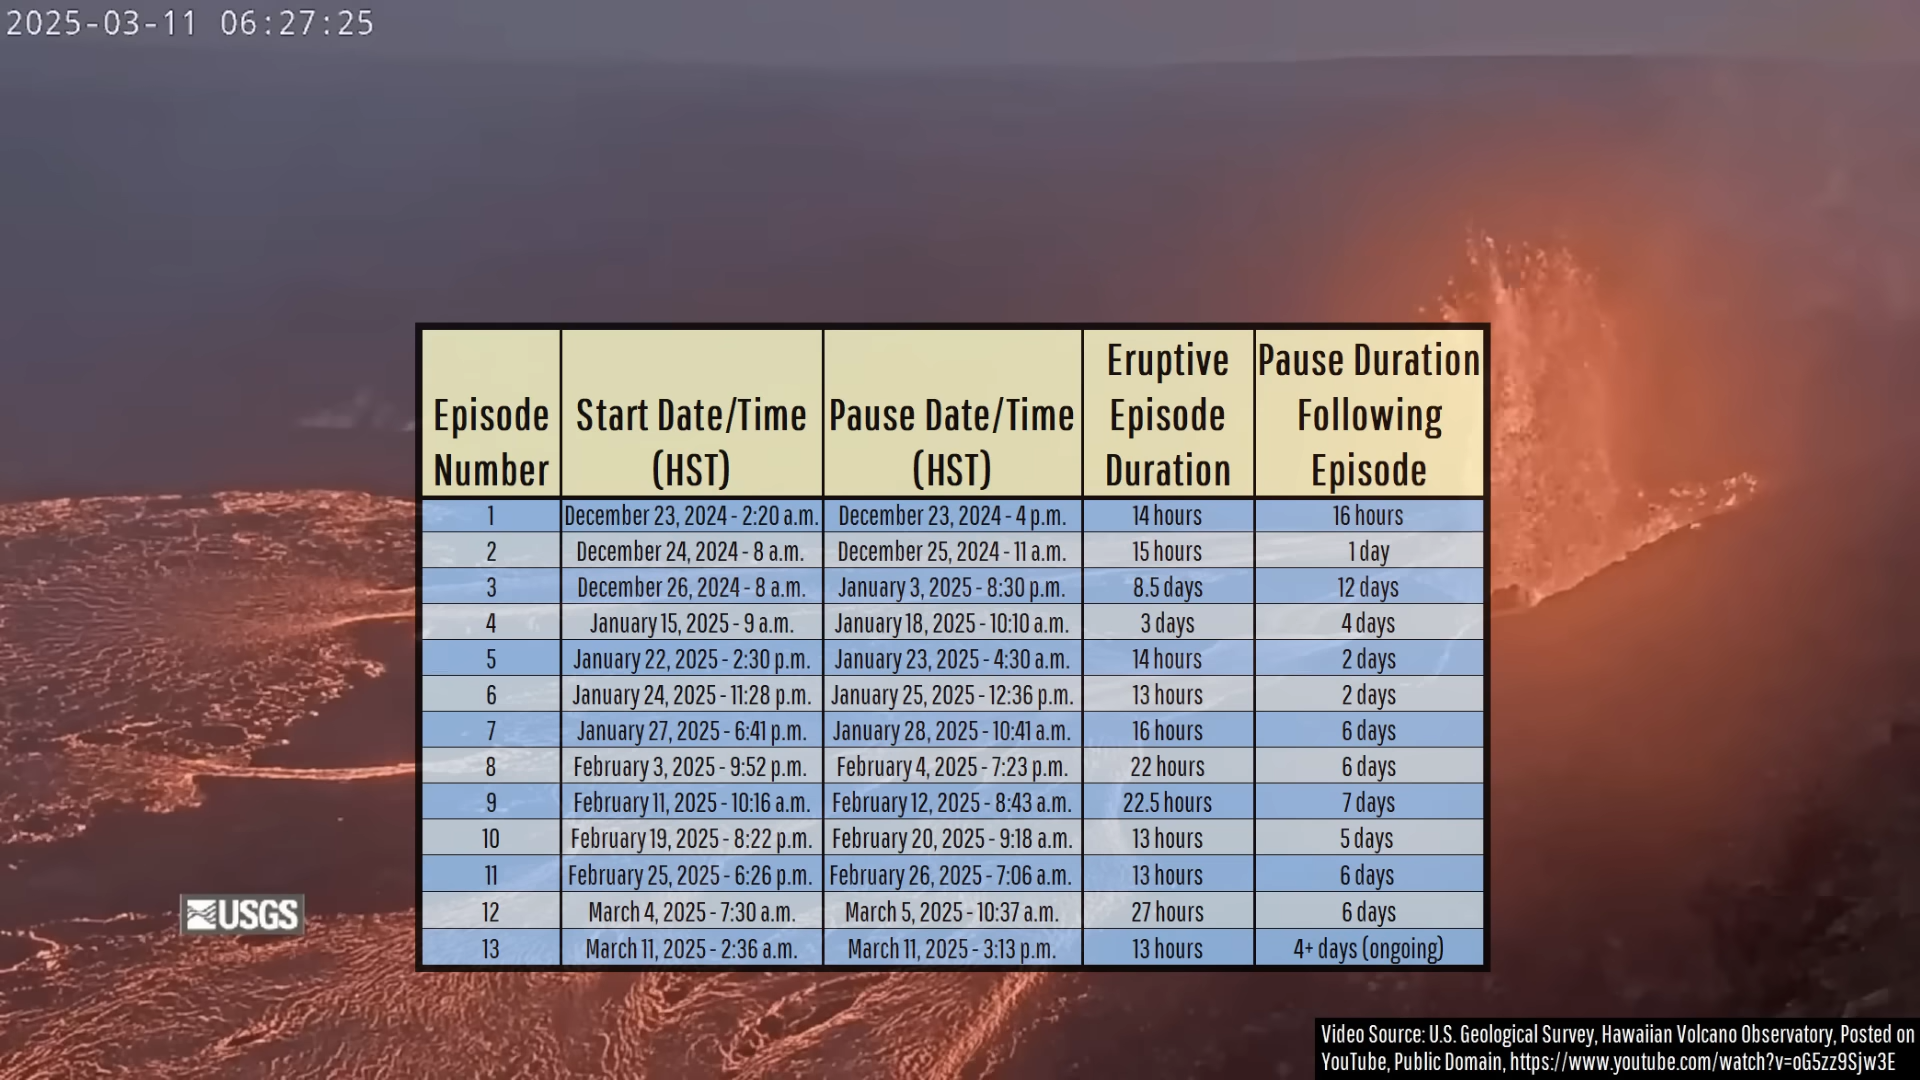 2025-03-11 06:27:25
Episode Number | Start Date/Time (HST) | Pause Date/Time (HST) | Eruptive Episode Duration | Pause Duration Following Episode
1 | December 23, 2024 - 2:20 a.m. | December 23, 2024 - 4 p.m. | 14 hours | 16 hours
2 | December 24, 2024 - 8 a.m. | December 25, 2024 - 11 a.m. | 15 hours | 1 day
3 | December 26, 2024 - 8 a.m. | January 3, 2025 - 8:30 p.m. | 8.5 days | 12 days
4 | January 15, 2025 - 9 a.m. | January 18, 2025 - 10:10 a.m. | 3 days | 4 days
5 | January 22, 2025 - 2:30 p.m. | January 23, 2025 - 4:30 a.m. | 14 hours | 2 days
6 | January 24, 2025 - 11:28 p.m. | January 25, 2025 - 12:36 p.m. | 13 hours | 2 days
7 | January 27, 2025 - 6:41 p.m. | January 28, 2025 - 10:41 a.m. | 16 hours | 6 days
8 | February 3, 2025 - 9:52 p.m. | February 4, 2025 - 7:23 p.m. | 22 hours | 6 days
9 | February 11, 2025 - 10:16 a.m. | February 12, 2025 - 8:43 a.m. | 22.5 hours | 7 days
10 | February 19, 2025 - 8:22 p.m. | February 20, 2025 - 9:18 a.m. | 13 hours | 5 days
11 | February 25, 2025 - 6:26 p.m. | February 26, 2025 - 7:06 a.m. | 13 hours | 6 days
12 | March 4, 2025 - 7:30 a.m. | March 5, 2025 - 10:37 a.m. | 27 hours | 6 days
13 | March 11, 2025 - 2:36 a.m. | March 11, 2025 - 3:13 p.m. | 13 hours | 4+ days (ongoing)
USGS
Video Source: U.S. Geological Survey, Hawaiian Volcano Observatory, Posted on
YouTube, Public Domain, https://www.youtube.com/watch?v=oG5zz9Sjw3E